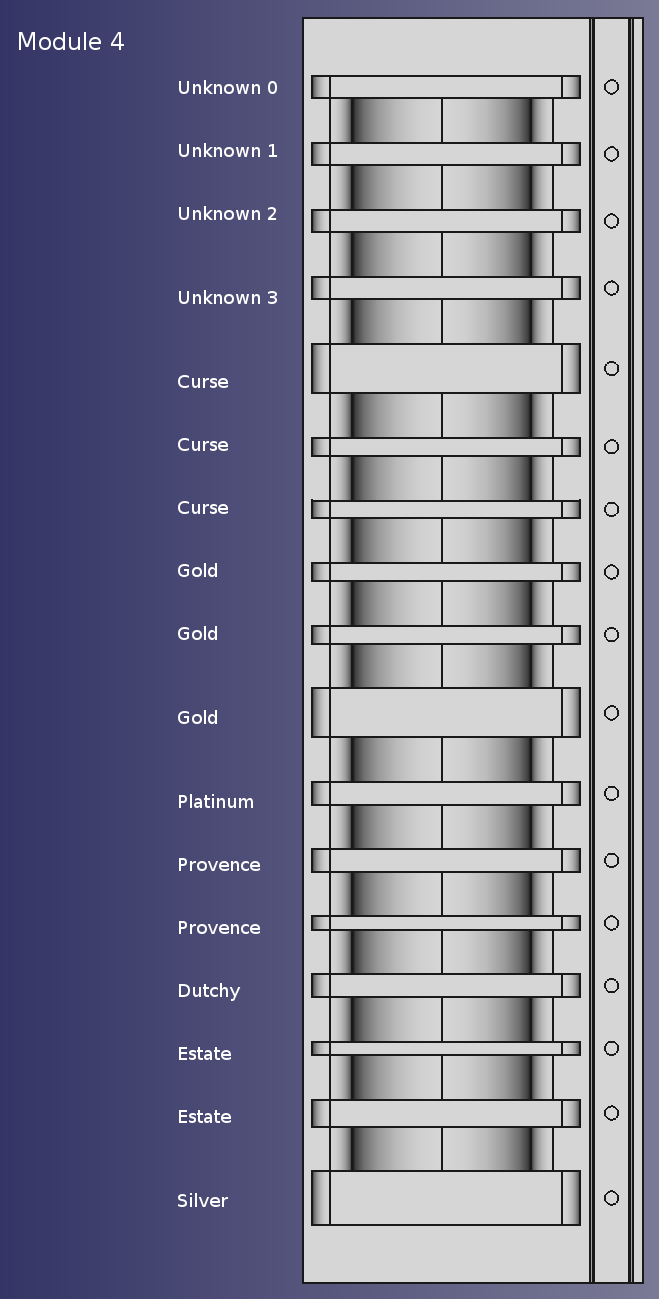 Module 4
Unknown 0
Unknown 1
Unknown 2
Unknown 3
Curse
Curse
Curse
Gold
Gold
Gold
Platinum
Provence
Provence
Dutchy
Estate
Estate
Silver